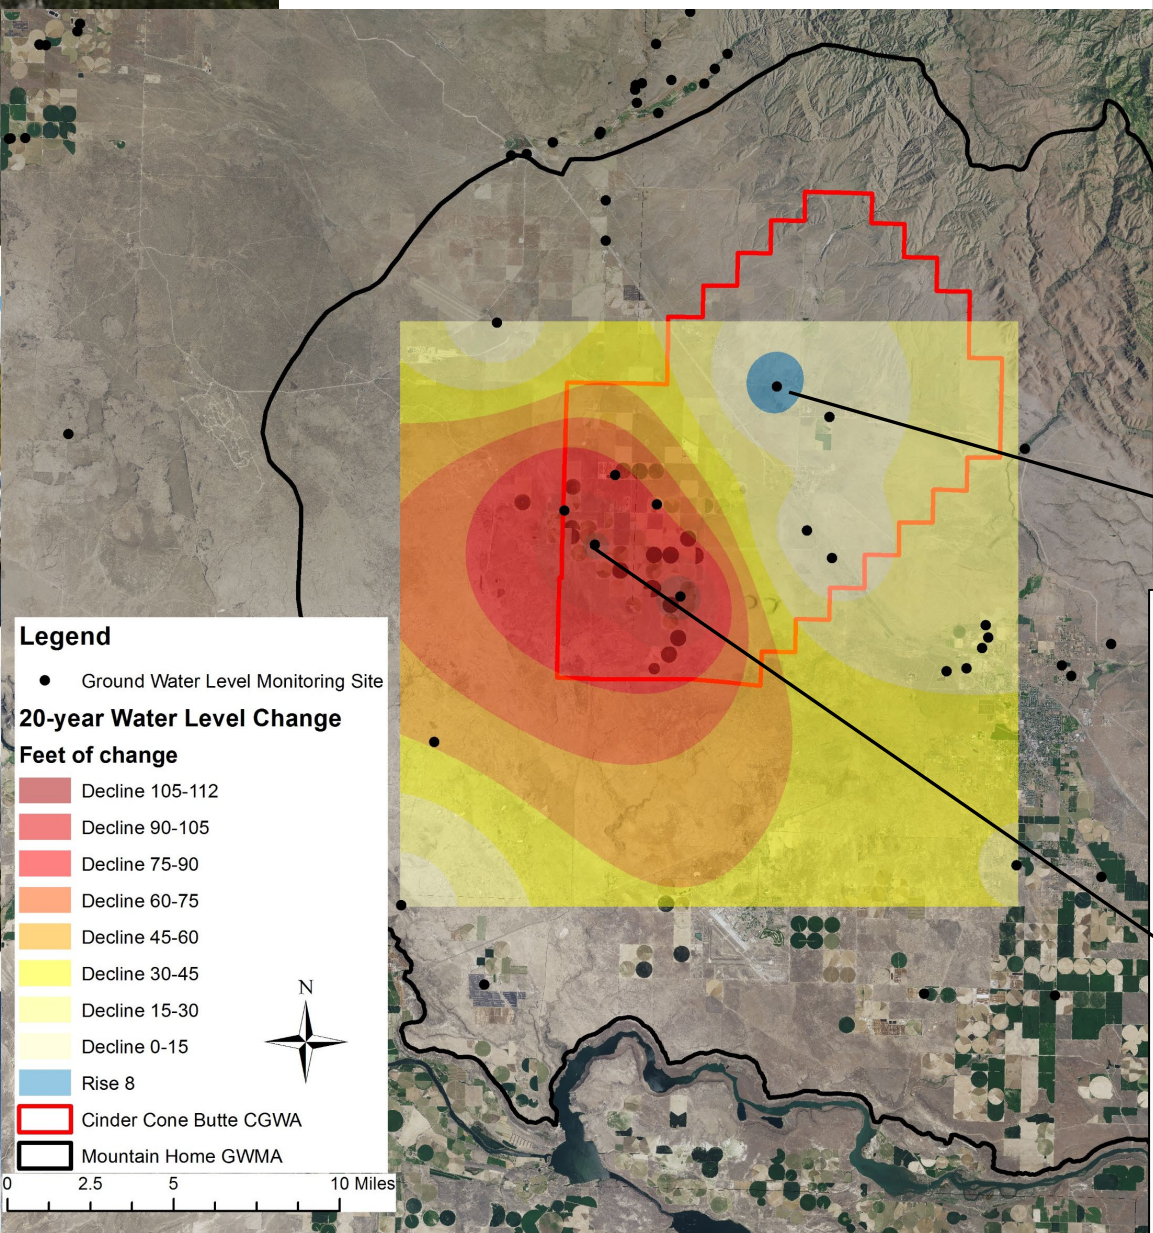 Legend
Ground Water Level Monitoring Site
20-year Water Level Change
Feet of change
Decline 105-112
Decline 90-105
Decline 75-90
Decline 60-75
Decline 45-60
Decline 30-45
Decline 15-30
Decline 0-15
Rise 8
Cinder Cone Butte CGWA
Mountain Home GWMA
N
0 2.5 5 10 Miles